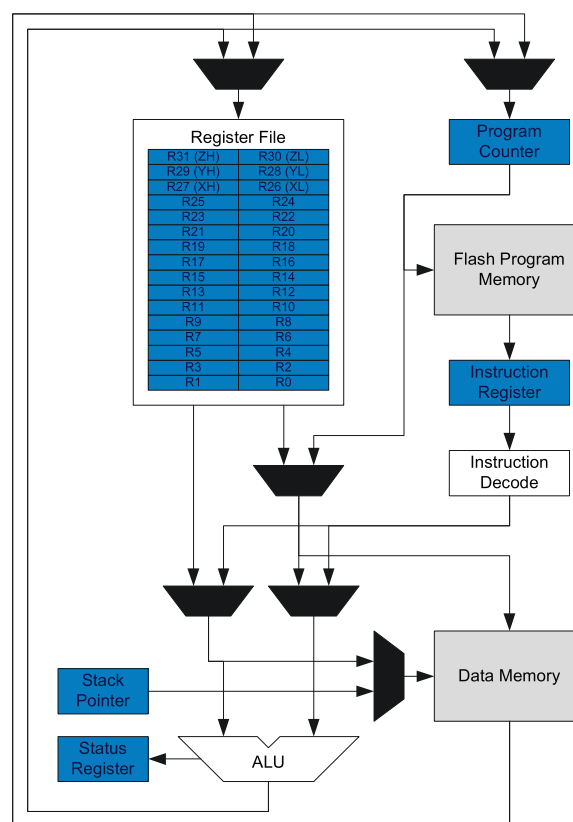 Register File
R31 (ZH) R30 (ZL)
R29 (YH) R28 (YL)
R27 (XH) R26 (XL)
R25 R24
R23 R22
R21 R20
R19 R18
R17 R16
R15 R14
R13 R12
R11 R10
R9 R8
R7 R6
R5 R4
R3 R2
R1 R0
Program
Counter
Flash Program
Memory
Instruction
Register
Instruction
Decode
Stack
Pointer
Data Memory
Status
Register
ALU